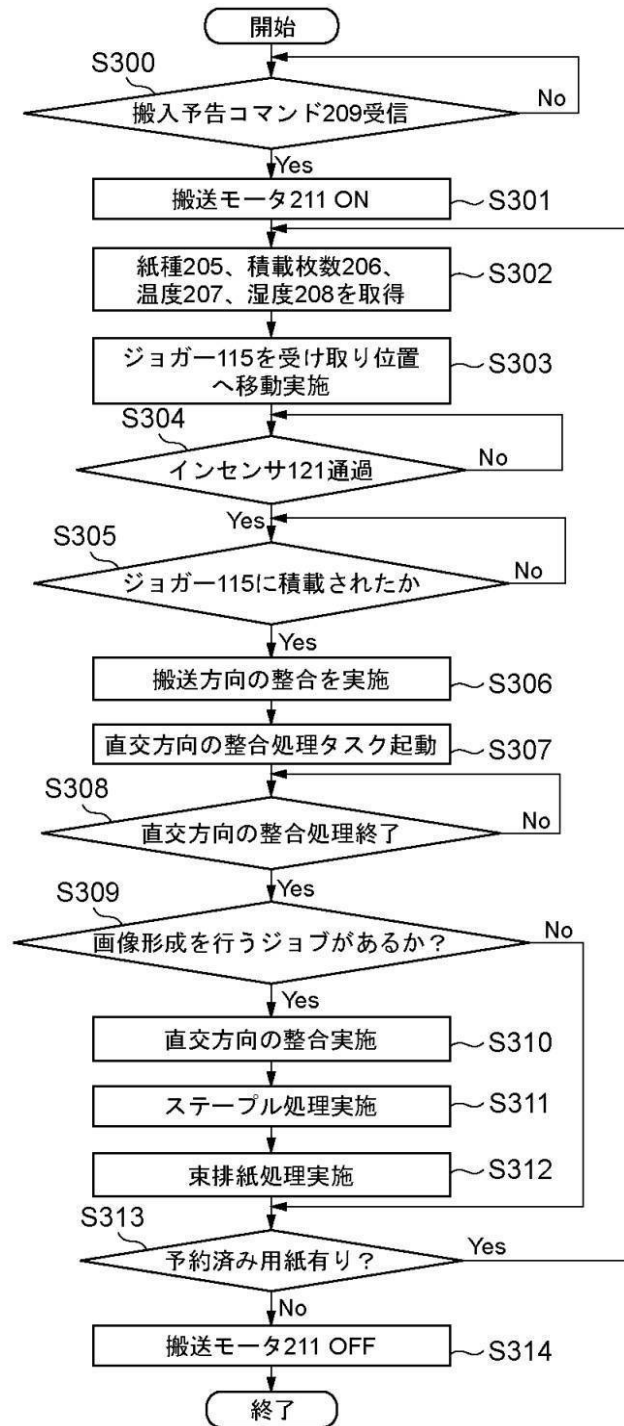 開始
S300
搬入予告コマンド209受信
No
Yes
搬送モータ211 ON
S301
紙種205、積載枚数206、
温度207、湿度208を取得
S302
ジョガー115を受け取り位置
へ移動実施
S303
S304
インセンサ121通過
No
Yes
S305
ジョガー115に積載されたか
No
Yes
搬送方向の整合を実施
S306
直交方向の整合処理タスク起動
S307
S308
直交方向の整合処理終了
No
Yes
S309
画像形成を行うジョブがあるか？
No
Yes
直交方向の整合実施
S310
ステープル処理実施
S311
束排紙処理実施
S312
S313
予約済み用紙有り？
Yes
No
搬送モータ211 OFF
S314
終了